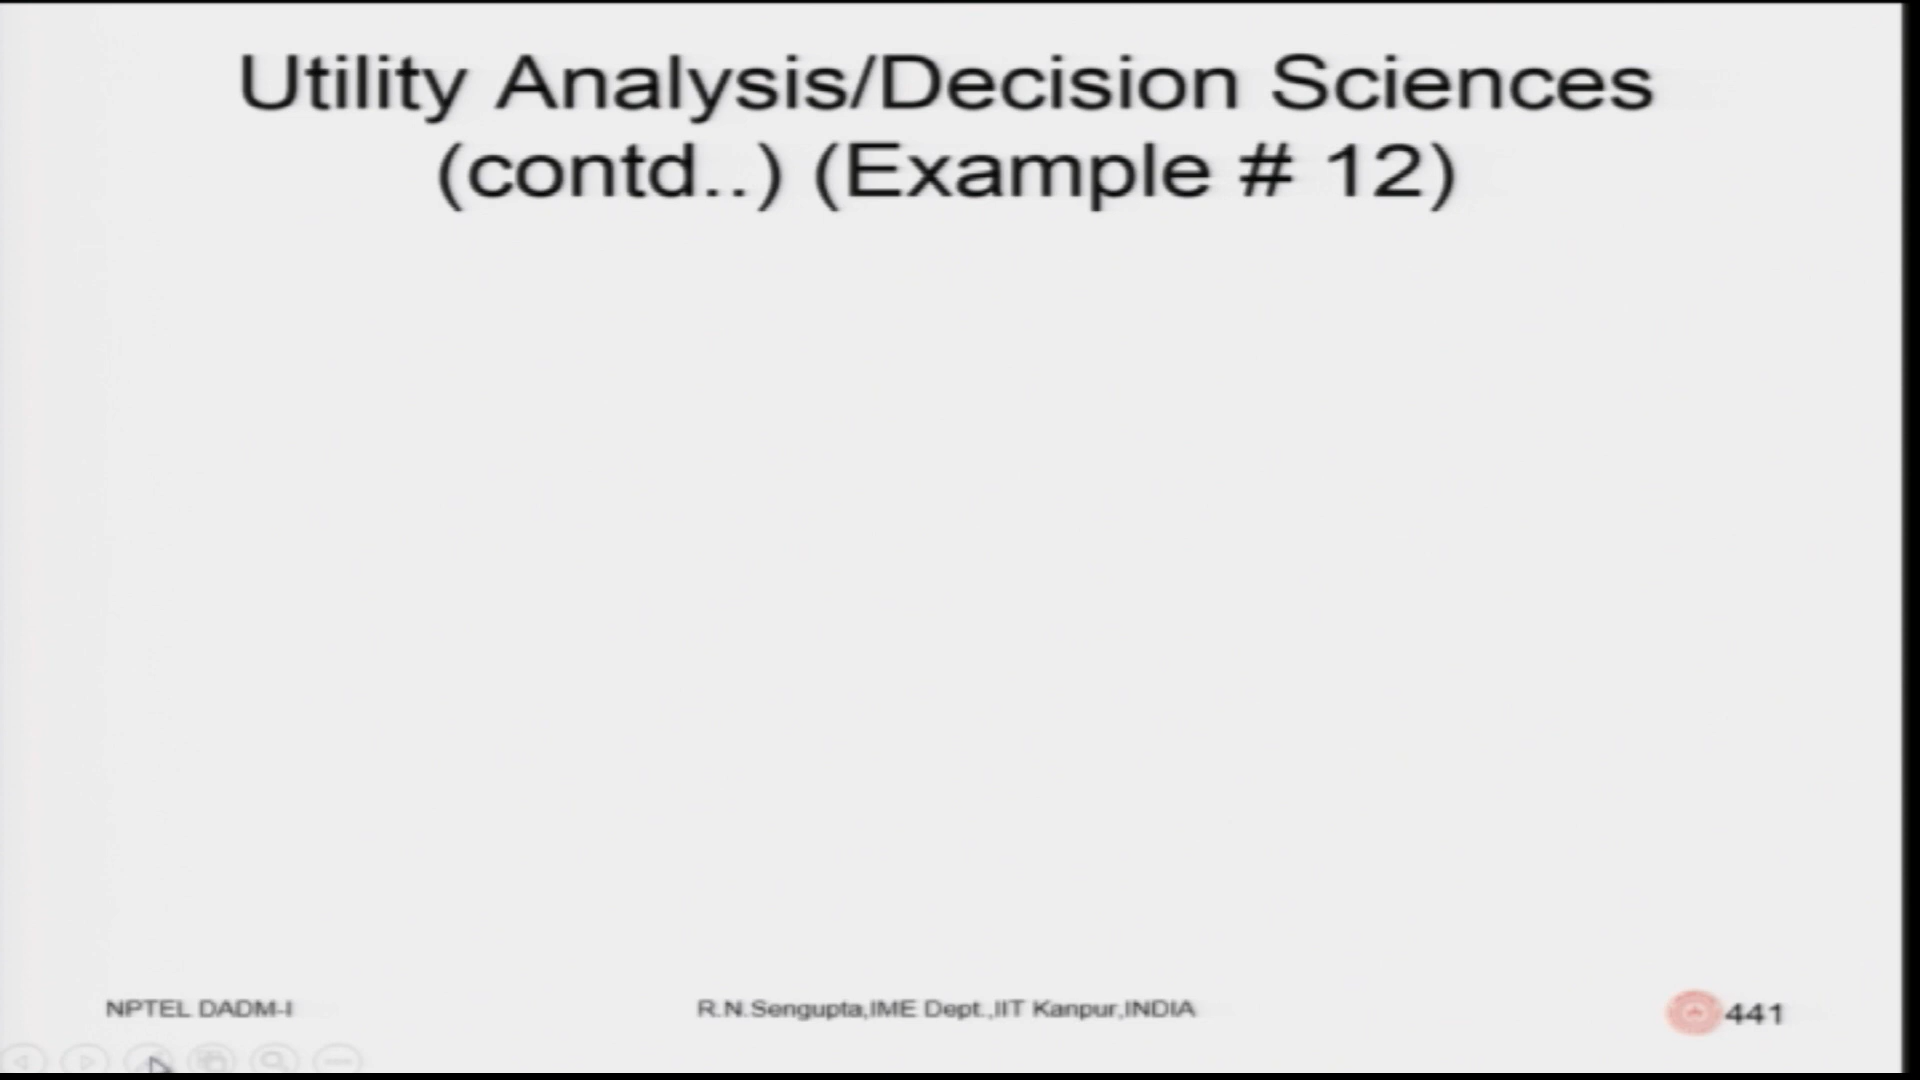 Utility Analysis/Decision Sciences
(contd..) (Example # 12)
NPTEL DADM-I
R.N.Sengupta,IME Dept.,IIT Kanpur,INDIA
441